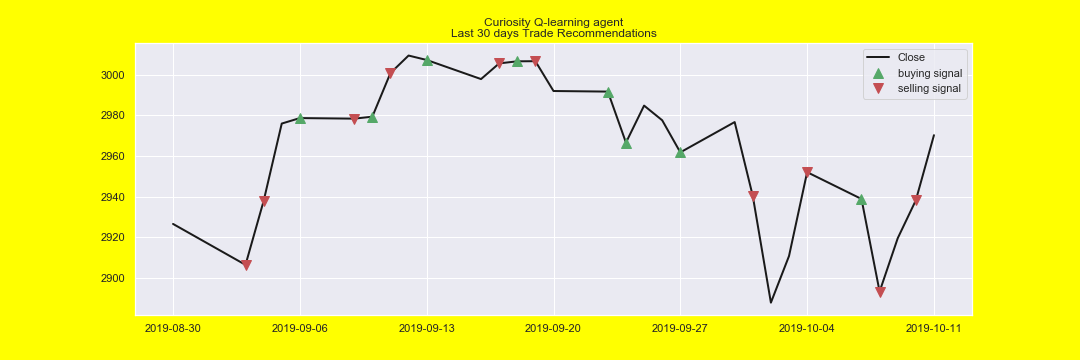 Curiosity Q-learning agent
Last 30 days Trade Recommendations
Close
buying signal
selling signal
3000
2980
2960
2940
2920
2900
2019-08-30 2019-09-06 2019-09-13 2019-09-20 2019-09-27 2019-10-04 2019-10-11